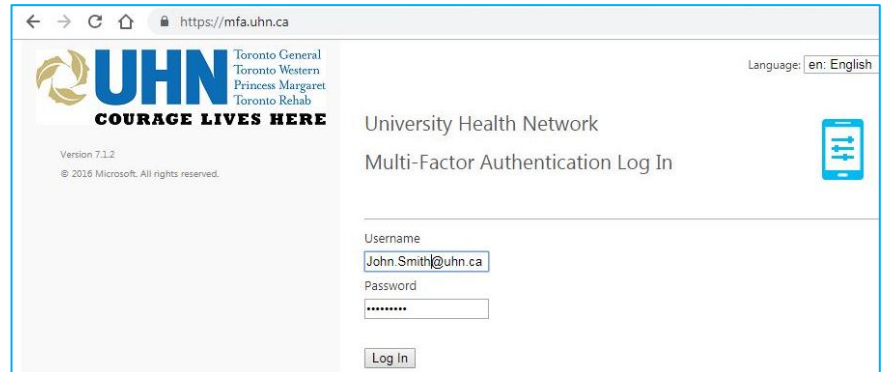 https://mfa.uhn.ca
UHN
Toronto General
Toronto Western
Princess Margaret
Toronto Rehab
COURAGE LIVES HERE
Version 7.1.2
© 2016 Microsoft. All rights reserved.
Language: en: English
University Health Network
Multi-Factor Authentication Log In
Username
John.Smith@uhn.ca
Password
•••••••••
Log In